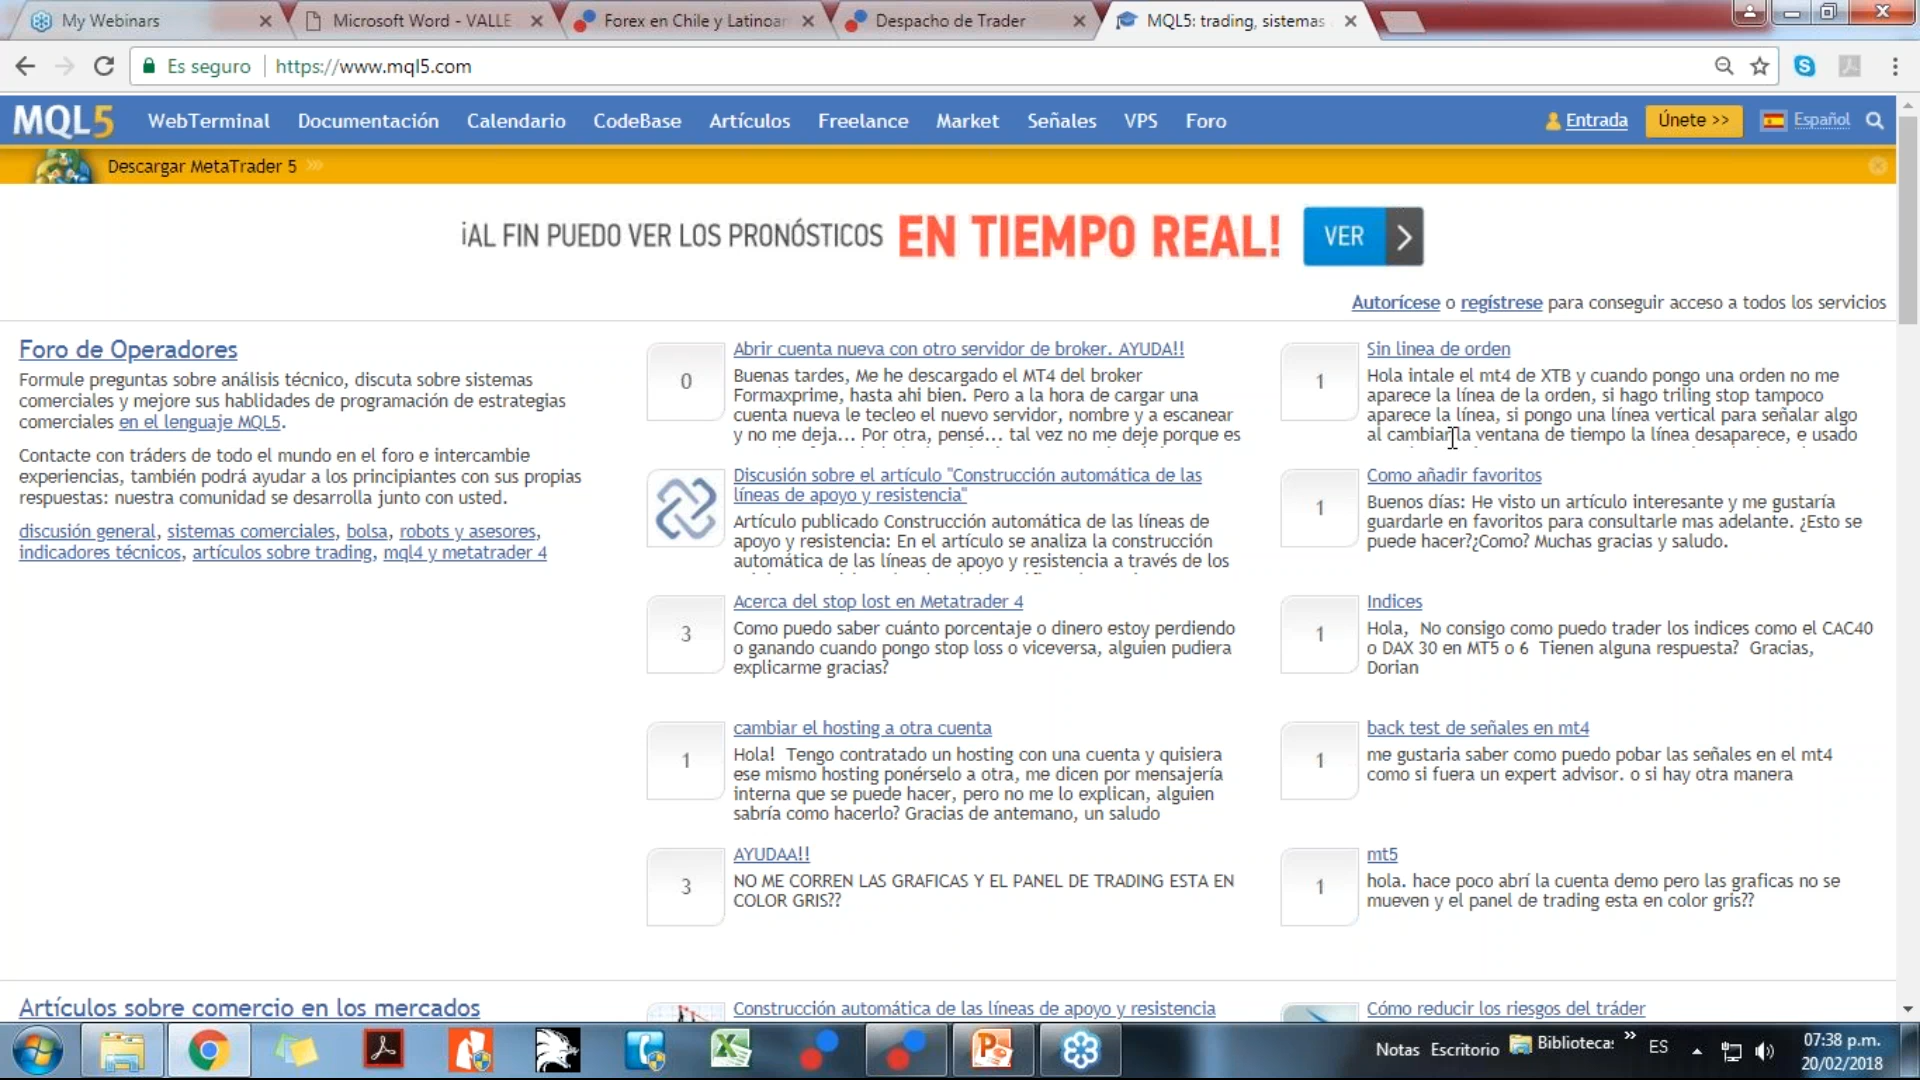 My Webinars
Microsoft Word - VALLE
Forex en Chile y Latinoar
Despacho de Trader
MQL5: trading, sistemas
Es seguro
https://www.mql5.com
MQL5
WebTerminal
Documentación
Calendario
CodeBase
Artículos
Freelance
Market
Señales
VPS
Foro
Entrada
Únete >>
Español
Descargar MetaTrader 5
¡AL FIN PUEDO VER LOS PRONÓSTICOS EN TIEMPO REAL!
VER
Autorícese o regístrese para conseguir acceso a todos los servicios
Foro de Operadores
Formule preguntas sobre análisis técnico, discuta sobre sistemas
comerciales y mejore sus hablidades de programación de estrategias
comerciales en el lenguaje MQL5.
Contacte con tráders de todo el mundo en el foro e intercambie
experiencias, también podrá ayudar a los principiantes con sus propias
respuestas: nuestra comunidad se desarrolla junto con usted.
discusión general, sistemas comerciales, bolsa, robots y asesores,
indicadores técnicos, artículos sobre trading, mql4 y metatrader 4
0
Abrir cuenta nueva con otro servidor de broker. AYUDA!!
Buenas tardes, Me he descargado el MT4 del broker
Formaxprime, hasta ahi bien. Pero a la hora de cargar una
cuenta nueva le tecleo el nuevo servidor, nombre y a escanear
y no me deja... Por otra, pensé... tal vez no me deje porque es
Discusión sobre el artículo "Construcción automática de las
líneas de apoyo y resistencia"
Artículo publicado Construcción automática de las líneas de
apoyo y resistencia: En el artículo se analiza la construcción
automática de las líneas de apoyo y resistencia a través de los
3
Acerca del stop lost en Metatrader 4
Como puedo saber cuánto porcentaje o dinero estoy perdiendo
o ganando cuando pongo stop loss o viceversa, alguien pudiera
explicarme gracias?
1
cambiar el hosting a otra cuenta
Hola! Tengo contratado un hosting con una cuenta y quisiera
ese mismo hosting ponérselo a otra, me dicen por mensajería
interna que se puede hacer, pero no me lo explican, alguien
sabría como hacerlo? Gracias de antemano, un saludo
3
AYUDAA!!
NO ME CORREN LAS GRAFICAS Y EL PANEL DE TRADING ESTA EN
COLOR GRIS??
1
Sin linea de orden
Hola intale el mt4 de XTB y cuando pongo una orden no me
aparece la línea de la orden, si hago triling stop tampoco
aparece la línea, si pongo una línea vertical para señalar algo
al cambiar la ventana de tiempo la línea desaparece, e usado
1
Como añadir favoritos
Buenos días: He visto un artículo interesante y me gustaría
guardarle en favoritos para consultarle mas adelante. ¿Esto se
puede hacer?¿Como? Muchas gracias y saludo.
1
Indices
Hola, No consigo como puedo trader los indices como el CAC40
o DAX 30 en MT5 o 6 Tienen alguna respuesta? Gracias,
Dorian
1
back test de señales en mt4
me gustaria saber como puedo pobar las señales en el mt4
como si fuera un expert advisor. o si hay otra manera
1
mt5
hola. hace poco abrí la cuenta demo pero las graficas no se
mueven y el panel de trading esta en color gris??
Artículos sobre comercio en los mercados
Construcción automática de las líneas de apoyo y resistencia
Cómo reducir los riesgos del tráder
Notas
Escritorio
Bibliotecas
ES
07:38 p.m.
20/02/2018